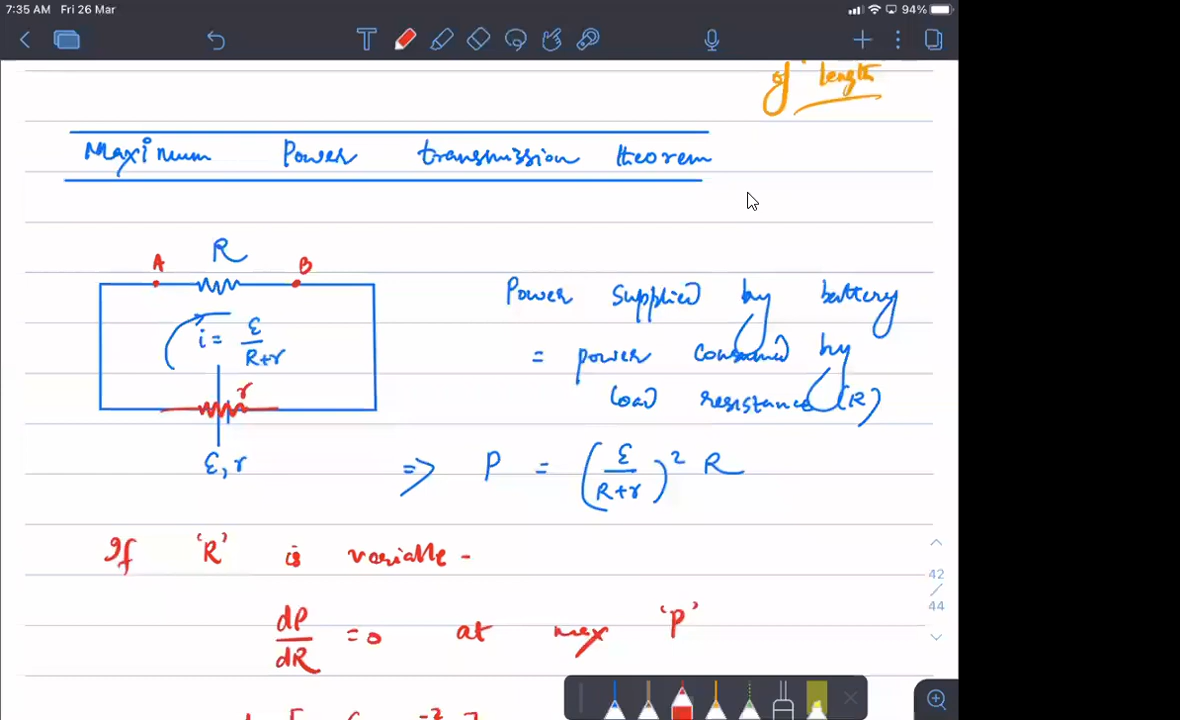 7:35 AM Fri 26 Mar
94%
T
of length
Maximum Power transmission theorem
R
A B
i = ε/(R+r)
r
ε, r
Power supplied by battery
= power consumed by
load resistance (R)
=> P = (ε/(R+r))² R
If 'R' is variable -
42
/
44
dP/dR = 0 at max 'P'